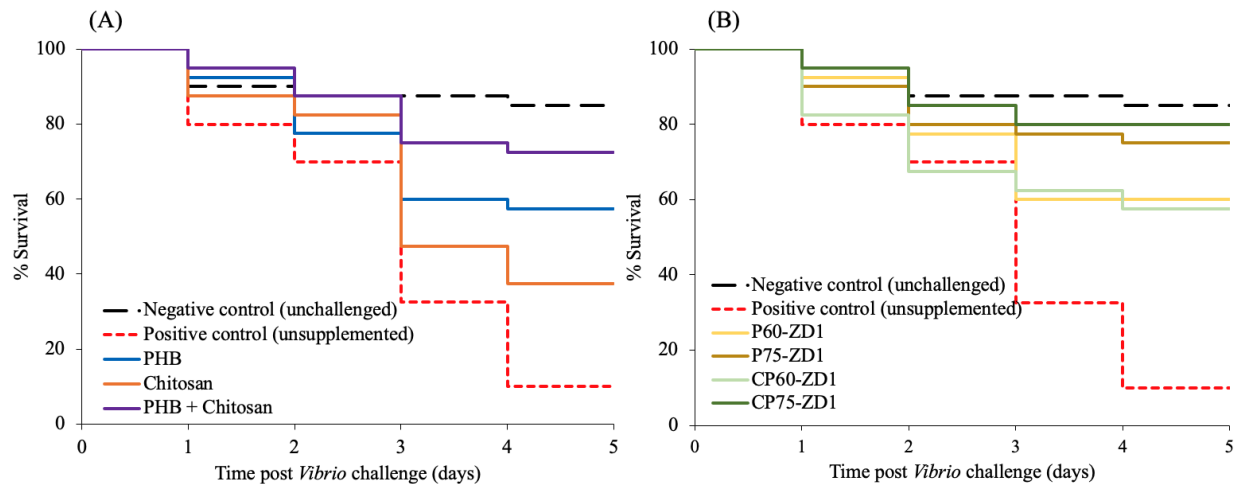 (A)
100
80
60
40
20
0
% Survival
Negative control (unchallenged)
Positive control (unsupplemented)
PHB
Chitosan
PHB + Chitosan
0 1 2 3 4 5
Time post Vibrio challenge (days)
(B)
100
80
60
40
20
0
% Survival
Negative control (unchallenged)
Positive control (unsupplemented)
P60-ZD1
P75-ZD1
CP60-ZD1
CP75-ZD1
0 1 2 3 4 5
Time post Vibrio challenge (days)